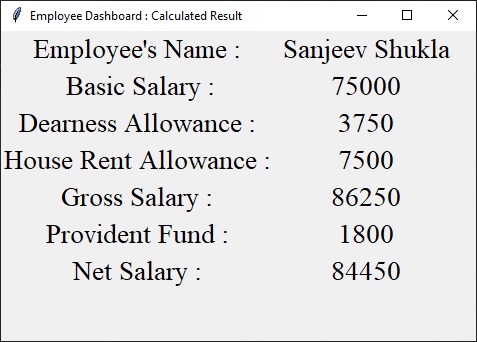 Employee Dashboard : Calculated Result
Employee's Name : Sanjeev Shukla
Basic Salary : 75000
Dearness Allowance : 3750
House Rent Allowance : 7500
Gross Salary : 86250
Provident Fund : 1800
Net Salary : 84450